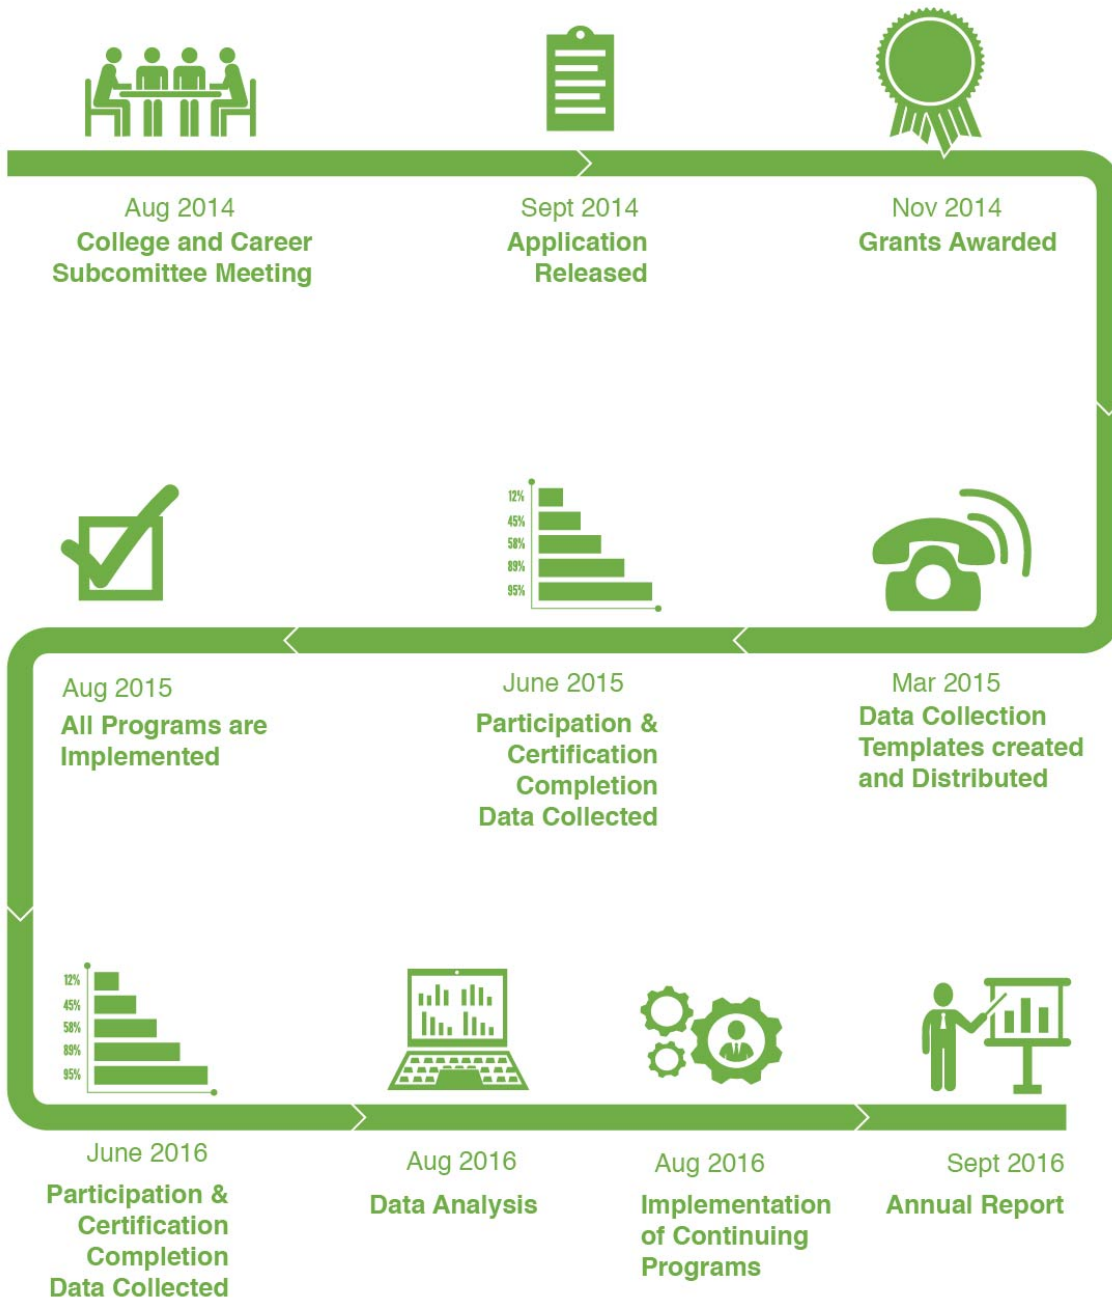 Aug 2014
College and Career
Subcomittee Meeting
Sept 2014
Application
Released
Nov 2014
Grants Awarded
12%
45%
58%
89%
95%
Aug 2015
All Programs are
Implemented
June 2015
Participation &
Certification
Completion
Data Collected
Mar 2015
Data Collection
Templates created
and Distributed
12%
45%
58%
89%
95%
June 2016
Participation &
Certification
Completion
Data Collected
Aug 2016
Data Analysis
Aug 2016
Implementation
of Continuing
Programs
Sept 2016
Annual Report